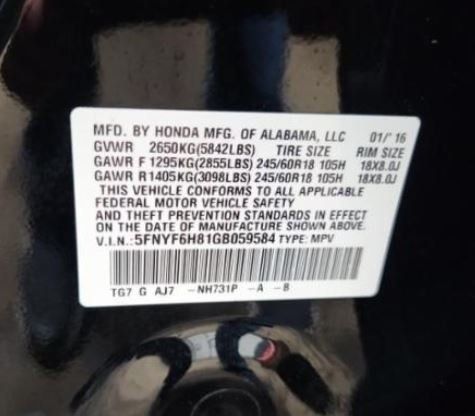 MFD. BY HONDA MFG. OF ALABAMA, LLC 01/'16
GVWR 2650KG(5842LBS) TIRE SIZE RIM SIZE
GAWR F 1295KG(2855LBS) 245/60R18 105H 18X8.0J
GAWR R1405KG(3098LBS) 245/60R18 105H 18X8.0J
THIS VEHICLE CONFORMS TO ALL APPLICABLE
FEDERAL MOTOR VEHICLE SAFETY
AND THEFT PREVENTION STANDARDS IN EFFECT
ON THE DATE OF MANUFACTURE SHOWN ABOVE.
V.I.N.:5FNYF6H81GB059584 TYPE: MPV
TG7 G AJ7 -NH731P -A -B